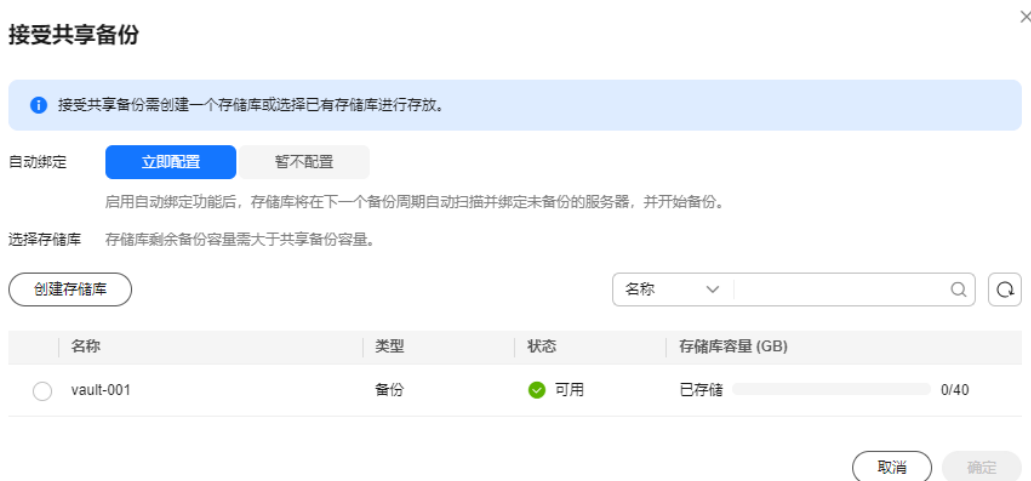 接受共享备份
接受共享备份需创建一个存储库或选择已有存储库进行存放。
自动绑定 立即配置 暂不配置
启用自动绑定功能后，存储库将在下一个备份周期自动扫描并绑定未备份的服务器，并开始备份。
选择存储库 存储库剩余备份容量需大于共享备份容量。
创建存储库 名称
名称 类型 状态 存储库容量 (GB)
vault-001 备份 可用 已存储 0/40
取消 确定